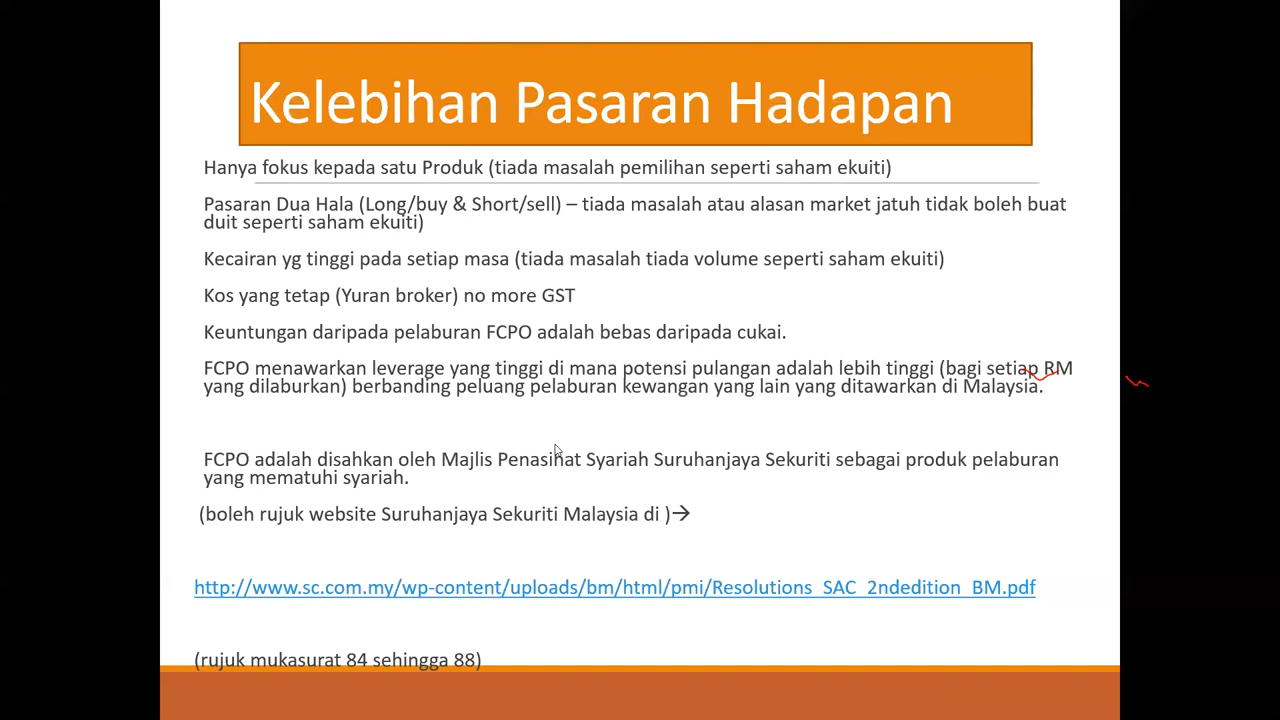 Kelebihan Pasaran Hadapan
Hanya fokus kepada satu Produk (tiada masalah pemilihan seperti saham ekuiti)
Pasaran Dua Hala (Long/buy & Short/sell) – tiada masalah atau alasan market jatuh tidak boleh buat
duit seperti saham ekuiti)
Kecairan yg tinggi pada setiap masa (tiada masalah tiada volume seperti saham ekuiti)
Kos yang tetap (Yuran broker) no more GST
Keuntungan daripada pelaburan FCPO adalah bebas daripada cukai.
FCPO menawarkan leverage yang tinggi di mana potensi pulangan adalah lebih tinggi (bagi setiap RM
yang dilaburkan) berbanding peluang pelaburan kewangan yang lain yang ditawarkan di Malaysia.
FCPO adalah disahkan oleh Majlis Penasihat Syariah Suruhanjaya Sekuriti sebagai produk pelaburan
yang mematuhi syariah.
(boleh rujuk website Suruhanjaya Sekuriti Malaysia di )→
http://www.sc.com.my/wp-content/uploads/bm/html/pmi/Resolutions_SAC_2ndedition_BM.pdf
(rujuk mukasurat 84 sehingga 88)